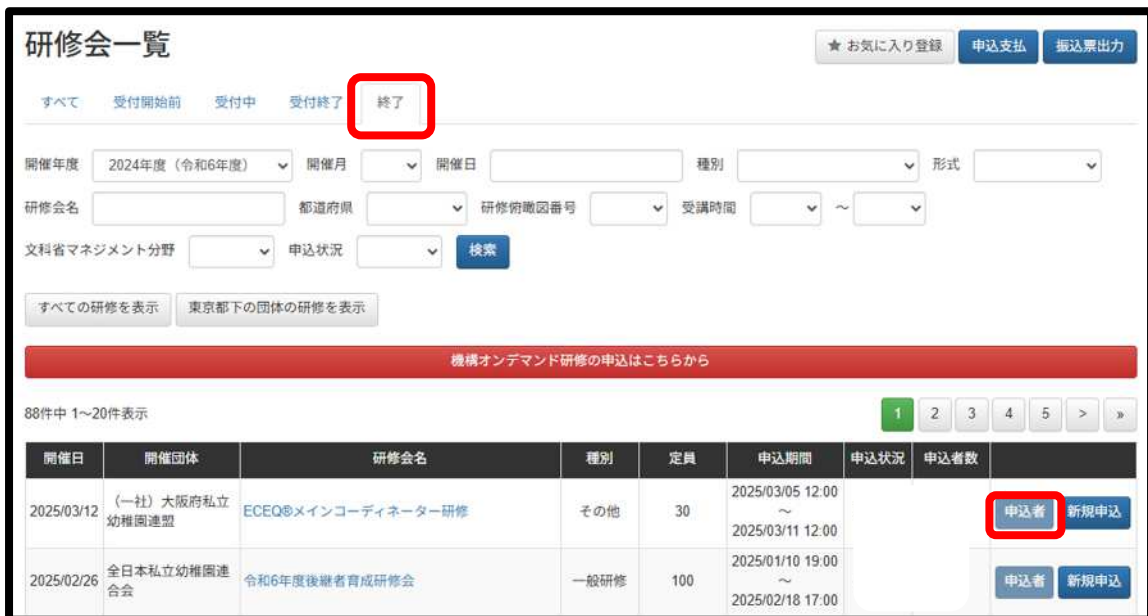 研修会一覧
★ お気に入り登録 申込支払 振込票出力
すべて 受付開始前 受付中 受付終了 終了
開催年度 2024年度（令和6年度） 開催月 開催日 種別 形式
研修会名 都道府県 研修俯瞰図番号 受講時間 ～
文科省マネジメント分野 申込状況 検索
すべての研修を表示 東京都下の団体の研修を表示
機構オンデマンド研修の申込はこちらから
88件中 1～20件表示 1 2 3 4 5 > »
開催日 開催団体 研修会名 種別 定員 申込期間 申込状況 申込者数
2025/03/12 （一社）大阪府私立幼稚園連盟 ECEQ®メインコーディネーター研修 その他 30 2025/03/05 12:00 ～ 2025/03/11 12:00 申込者 新規申込
2025/02/26 全日本私立幼稚園連合会 令和6年度後継者育成研修会 一般研修 100 2025/01/10 19:00 ～ 2025/02/18 17:00 申込者 新規申込